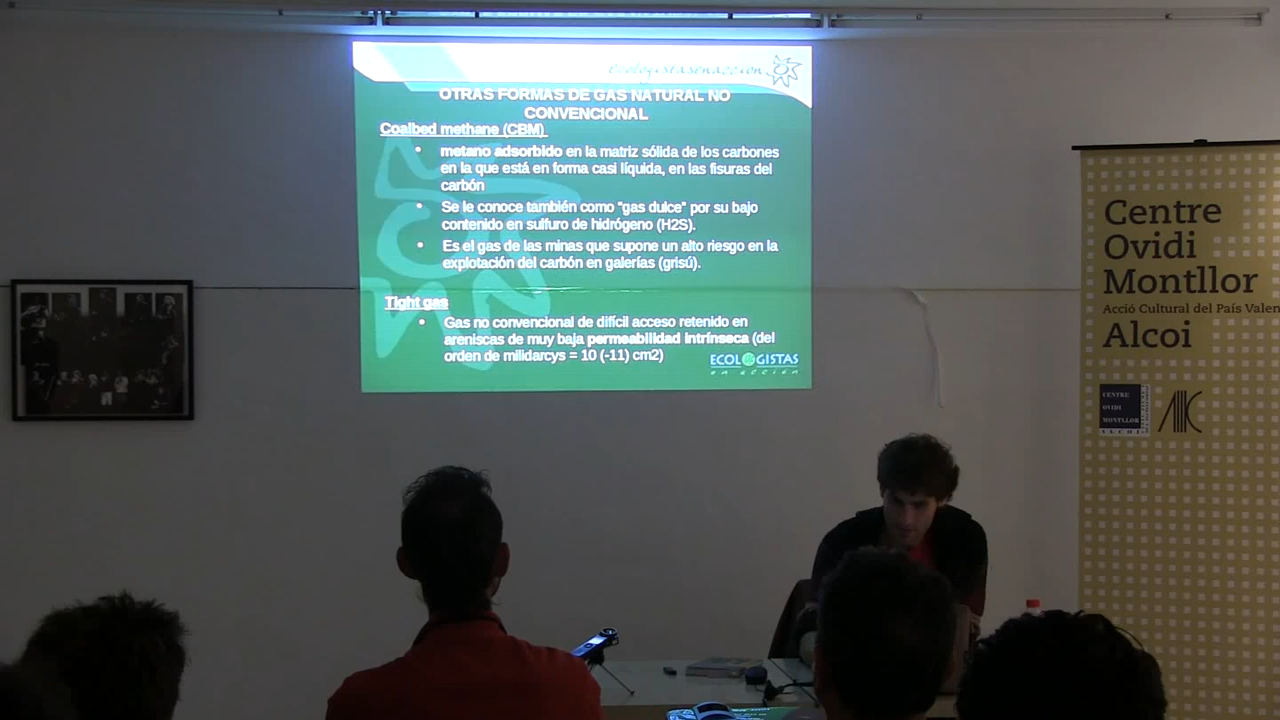 ecologistasenacción
OTRAS FORMAS DE GAS NATURAL NO
CONVENCIONAL
Coalbed methane (CBM)
• metano adsorbido en la matriz sólida de los carbones
en la que está en forma casi líquida, en las fisuras del
carbón
• Se le conoce también como "gas dulce" por su bajo
contenido en sulfuro de hidrógeno (H2S).
• Es el gas de las minas que supone un alto riesgo en la
explotación del carbón en galerías (grisú).
Tight gas
• Gas no convencional de difícil acceso retenido en
areniscas de muy baja permeabilidad intrínseca (del
orden de milidarcys = 10 (-11) cm2)
ECOLOGISTAS
en acción
Centre
Ovidi
Montllor
Acció Cultural del País Valen
Alcoi
CENTRE
OVIDI
MONTLLOR
ALCOI